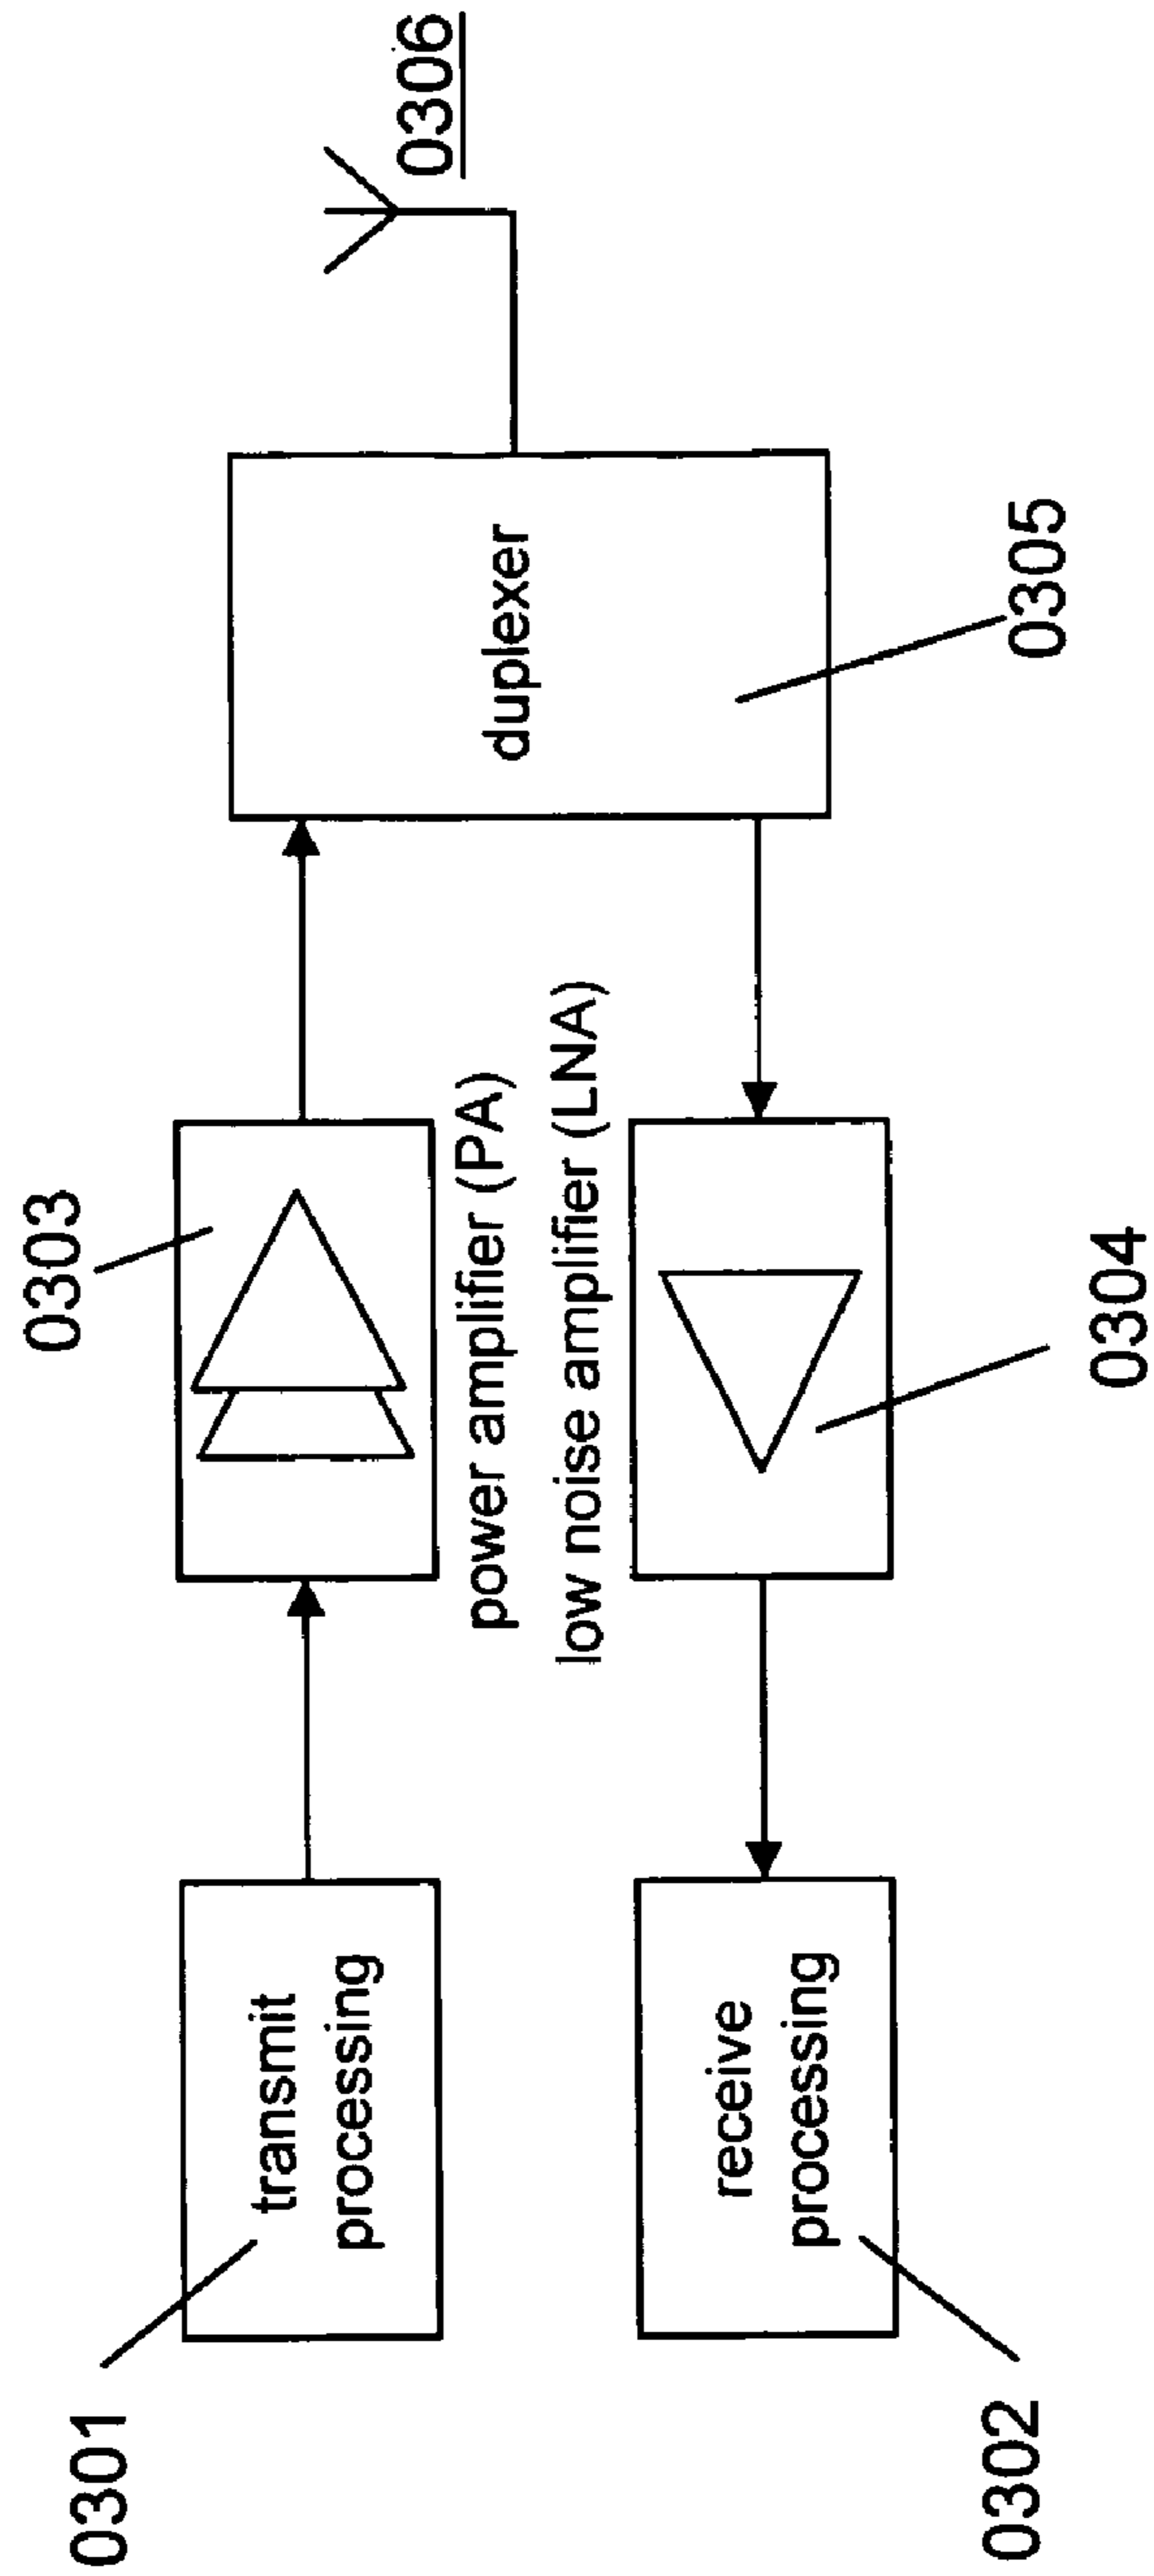 0301
transmit
processing
0303
power amplifier (PA)
low noise amplifier (LNA)
0304
receive
processing
0302
duplexer
0305
0306